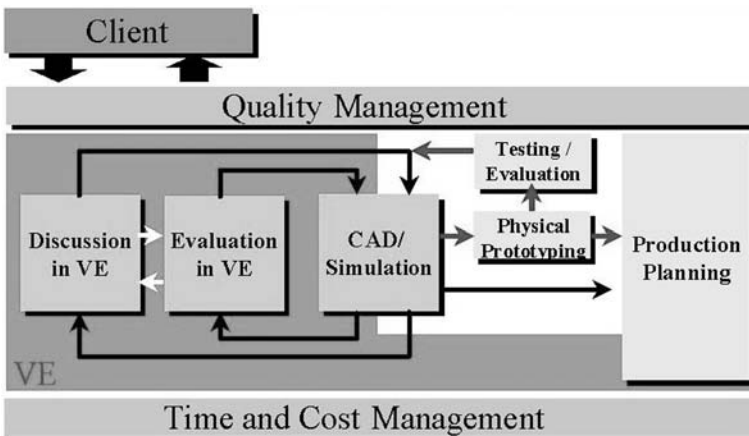 Client
Quality Management
Testing /
Evaluation
Discussion
in VE
Evaluation
in VE
CAD/
Simulation
Physical
Prototyping
Production
Planning
VE
Time and Cost Management